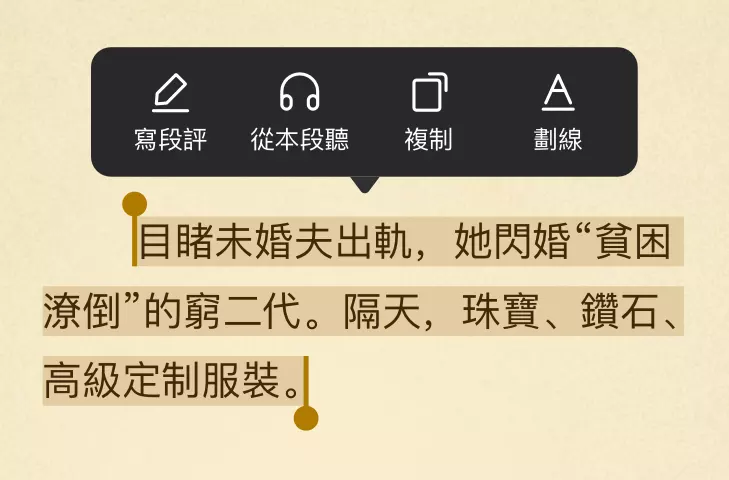 寫段評 從本段聽 複制 劃線
目睹未婚夫出軌，她閃婚“貧困
潦倒”的窮二代。隔天，珠寶、鑽石、
高級定制服裝。